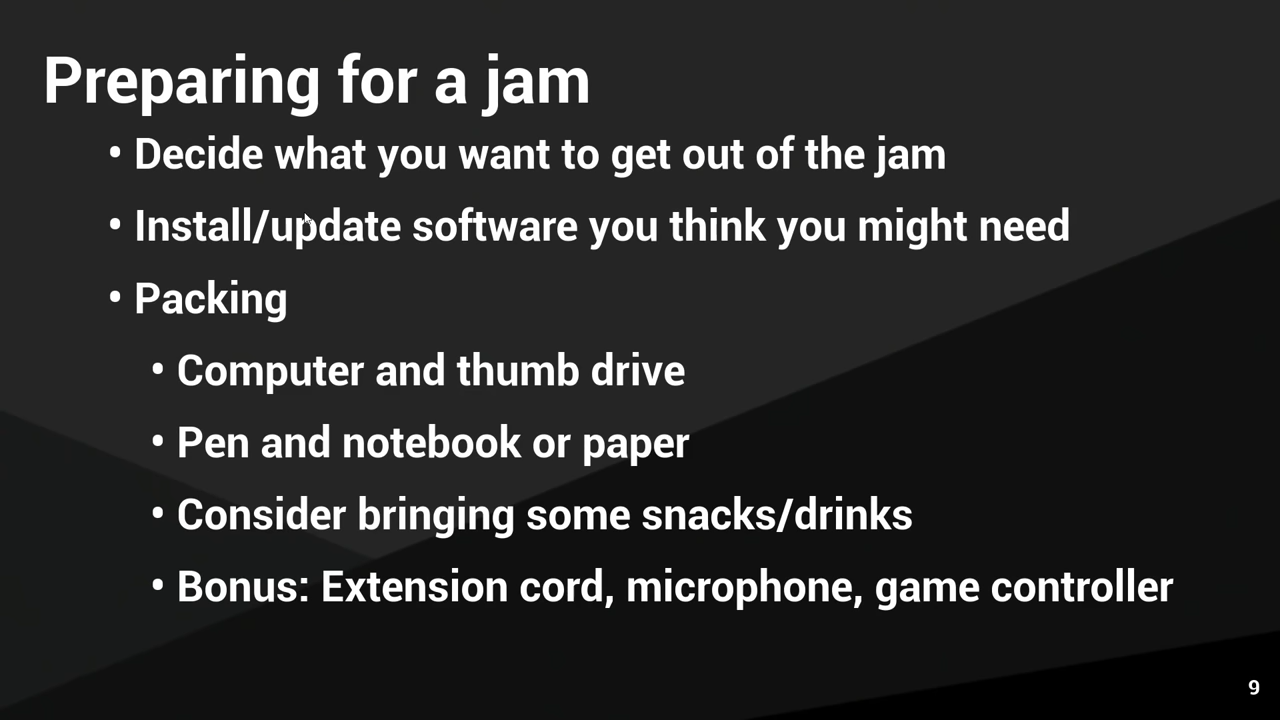 Preparing for a jam
• Decide what you want to get out of the jam
• Install/update software you think you might need
• Packing
• Computer and thumb drive
• Pen and notebook or paper
• Consider bringing some snacks/drinks
• Bonus: Extension cord, microphone, game controller
9